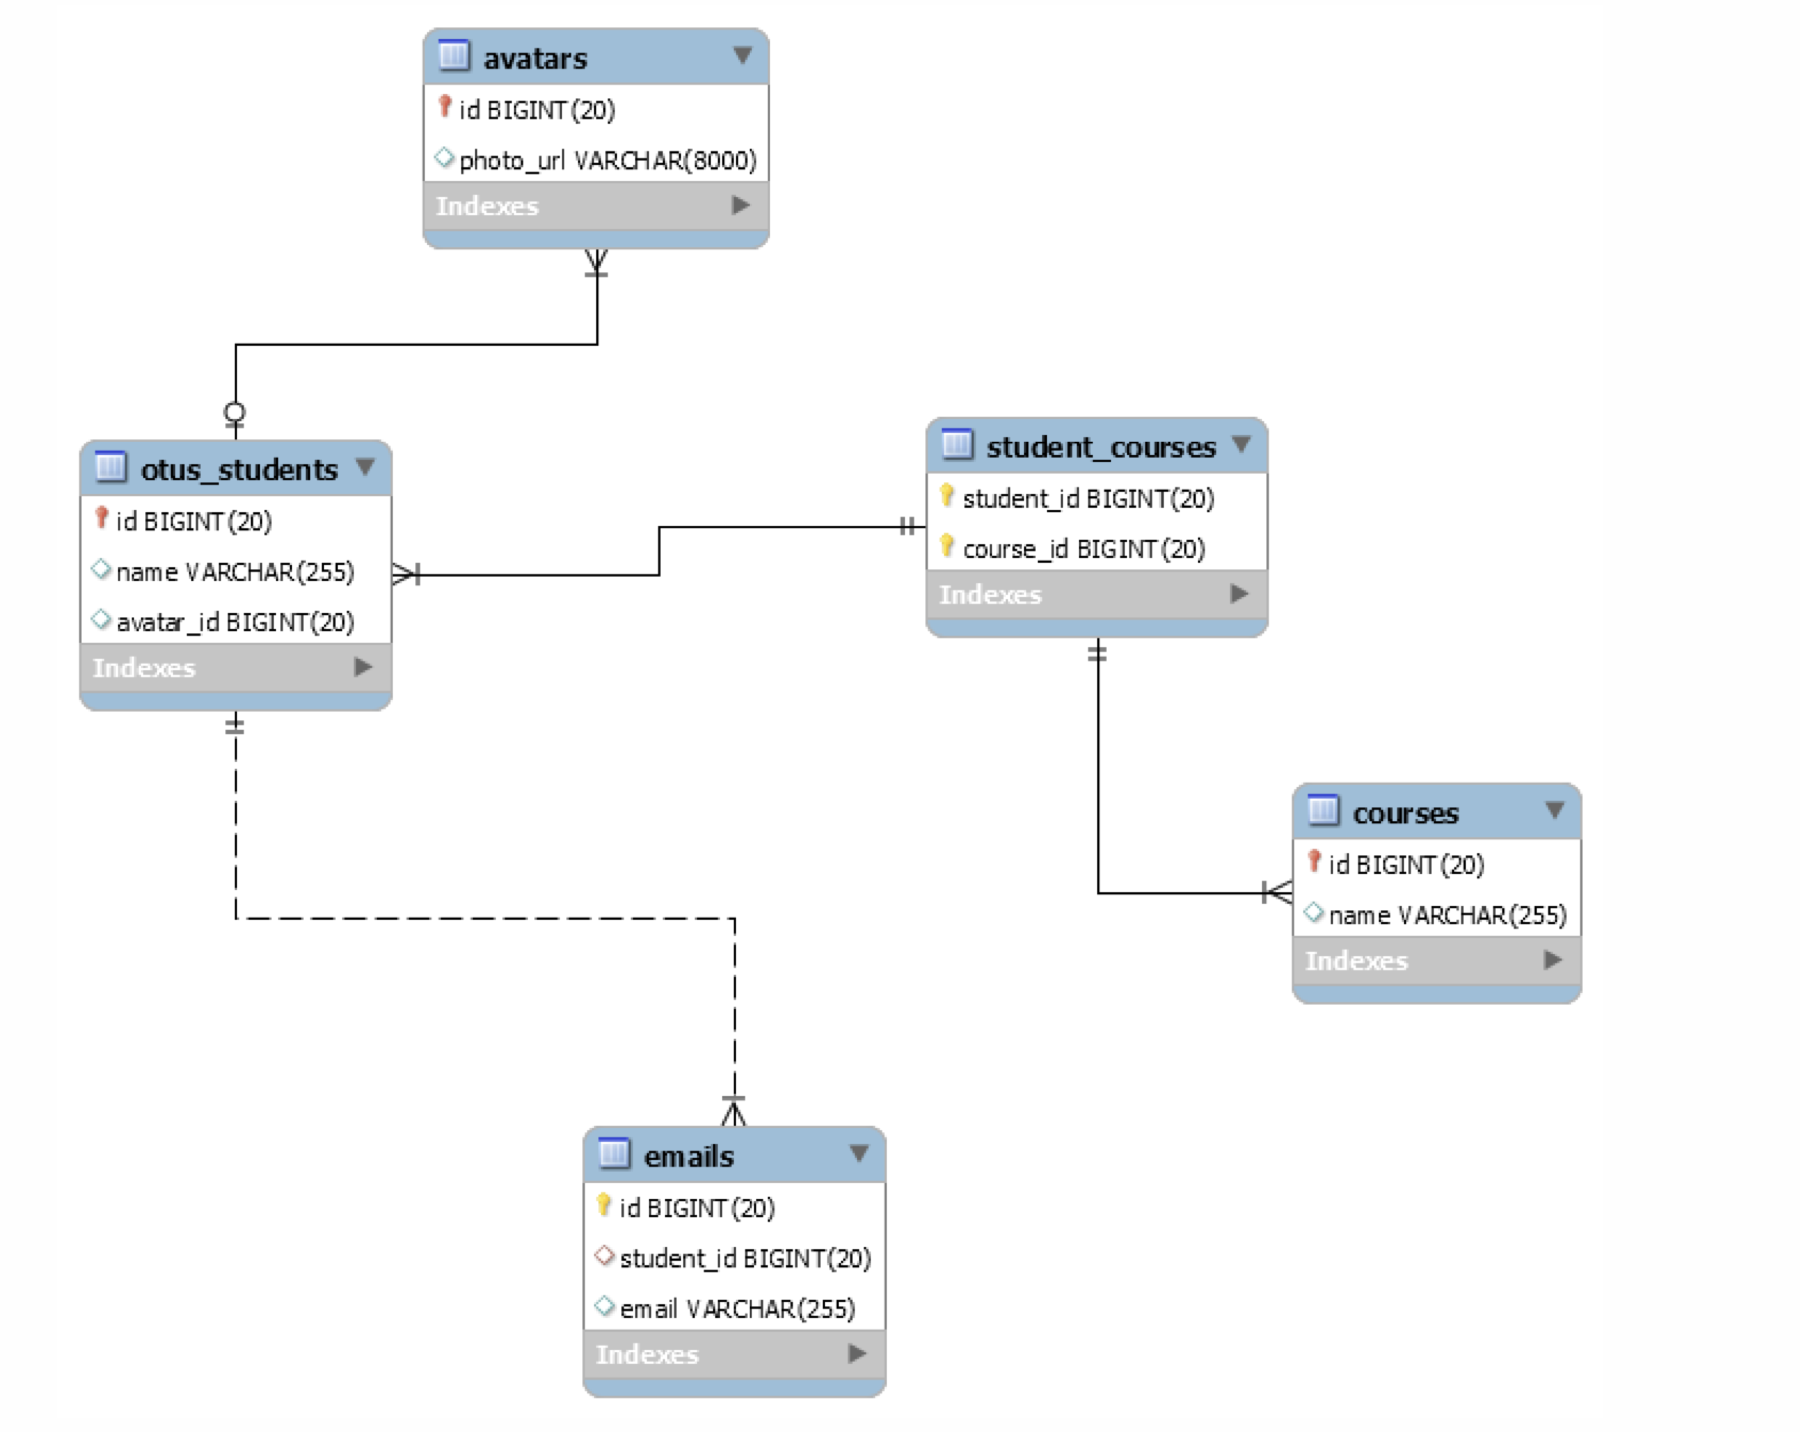 avatars
id BIGINT(20)
photo_url VARCHAR(8000)
Indexes
otus_students
id BIGINT(20)
name VARCHAR(255)
avatar_id BIGINT(20)
Indexes
student_courses
student_id BIGINT(20)
course_id BIGINT(20)
Indexes
courses
id BIGINT(20)
name VARCHAR(255)
Indexes
emails
id BIGINT(20)
student_id BIGINT(20)
email VARCHAR(255)
Indexes